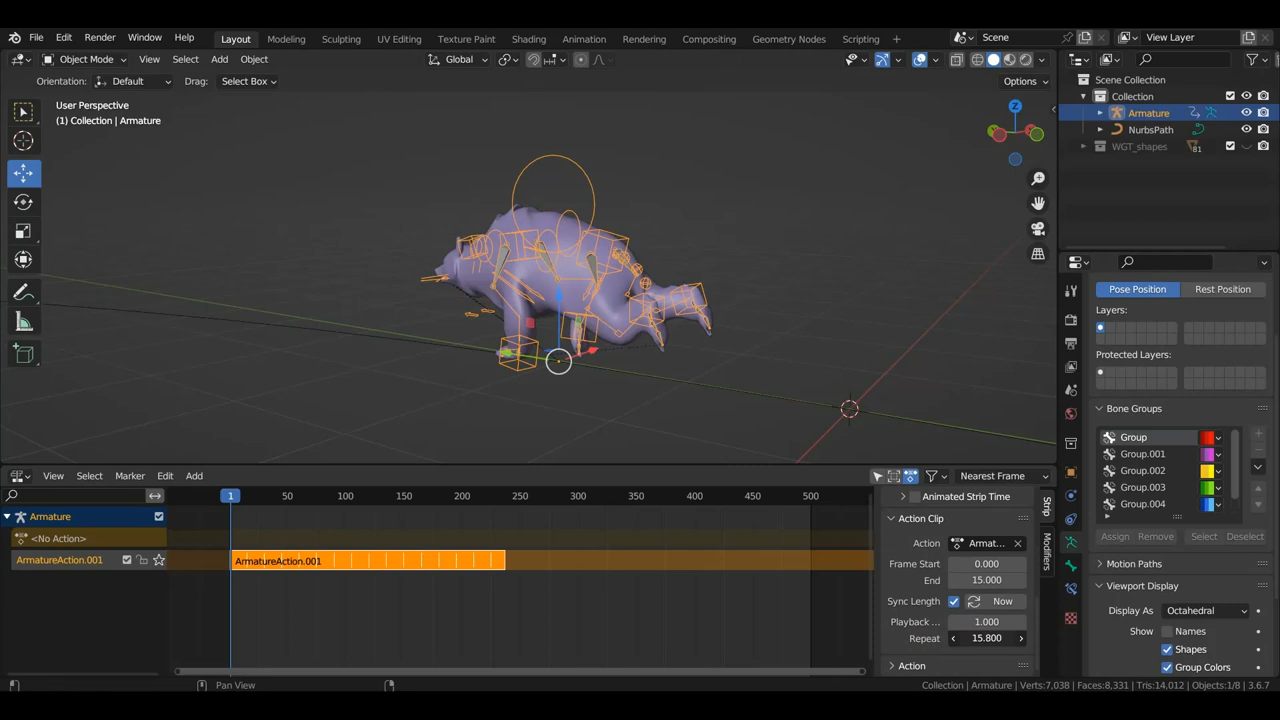 File Edit Render Window Help Layout Modeling Sculpting UV Editing Texture Paint Shading Animation Rendering Compositing Geometry Nodes Scripting + Scene View Layer
Object Mode View Select Add Object Global Options
Orientation: Default Drag: Select Box
User Perspective
(1) Collection | Armature
Z
Scene Collection
Collection
Armature
NurbsPath
WGT_shapes 81
Pose Position Rest Position
Layers:
Protected Layers:
Bone Groups
Group
Group.001
Group.002
Group.003
Group.004
Assign Remove Select Deselect
Motion Paths
Viewport Display
Display As Octahedral
Show Names
Shapes
Group Colors
View Select Marker Edit Add Nearest Frame
1 50 100 150 200 250 300 350 400 450 500
Armature
<No Action>
ArmatureAction.001 ArmatureAction.001
Animated Strip Time
Action Clip
Action Armat...
Frame Start 0.000
End 15.000
Sync Length Now
Playback ... 1.000
Repeat 15.800
Action
Strip
Modifiers
Pan View Collection | Armature | Verts:7,038 | Faces:8,331 | Tris:14,012 | Objects:1/8 | 3.6.7